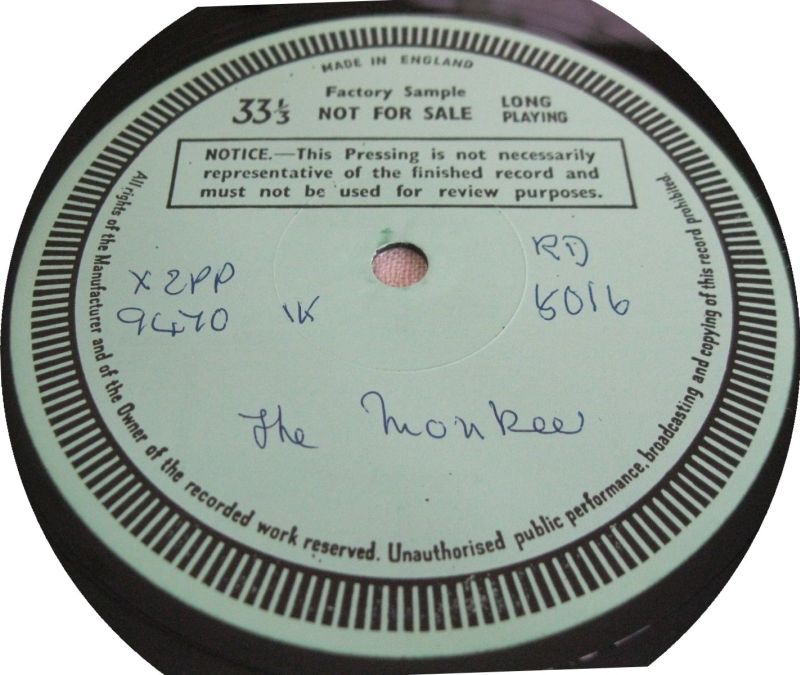 MADE IN ENGLAND
Factory Sample
33⅓ NOT FOR SALE LONG PLAYING
NOTICE.—This Pressing is not necessarily
representative of the finished record and
must not be used for review purposes.
X 2PP
9470 1K
RD
8016
The Monkees
All rights of the Manufacturer and of the Owner of the recorded work reserved. Unauthorised public performance, broadcasting and copying of this record prohibited.